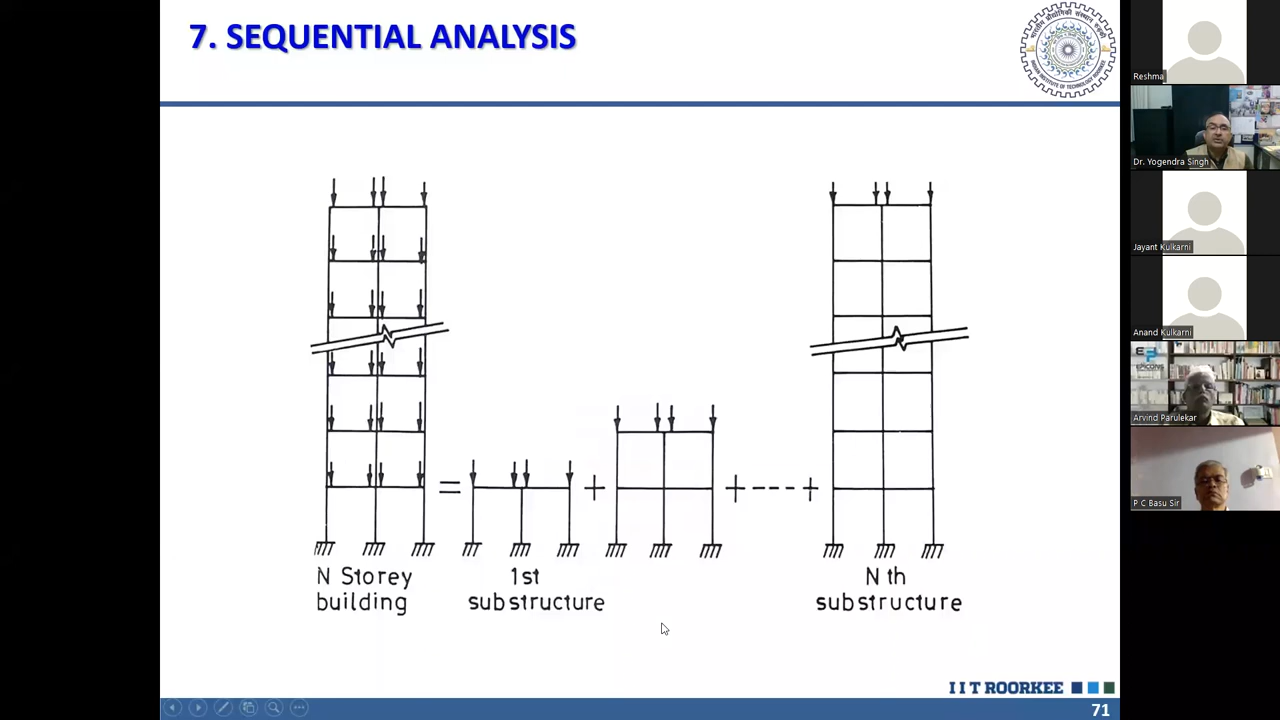 7. SEQUENTIAL ANALYSIS
=
+
+
+
N Storey
building
1st
substructure
N th
substructure
I I T ROORKEE
71
Reshma
Dr. Yogendra Singh
Jayant Kulkarni
Anand Kulkarni
EPICONS
Arvind Parulekar
P C Basu Sir